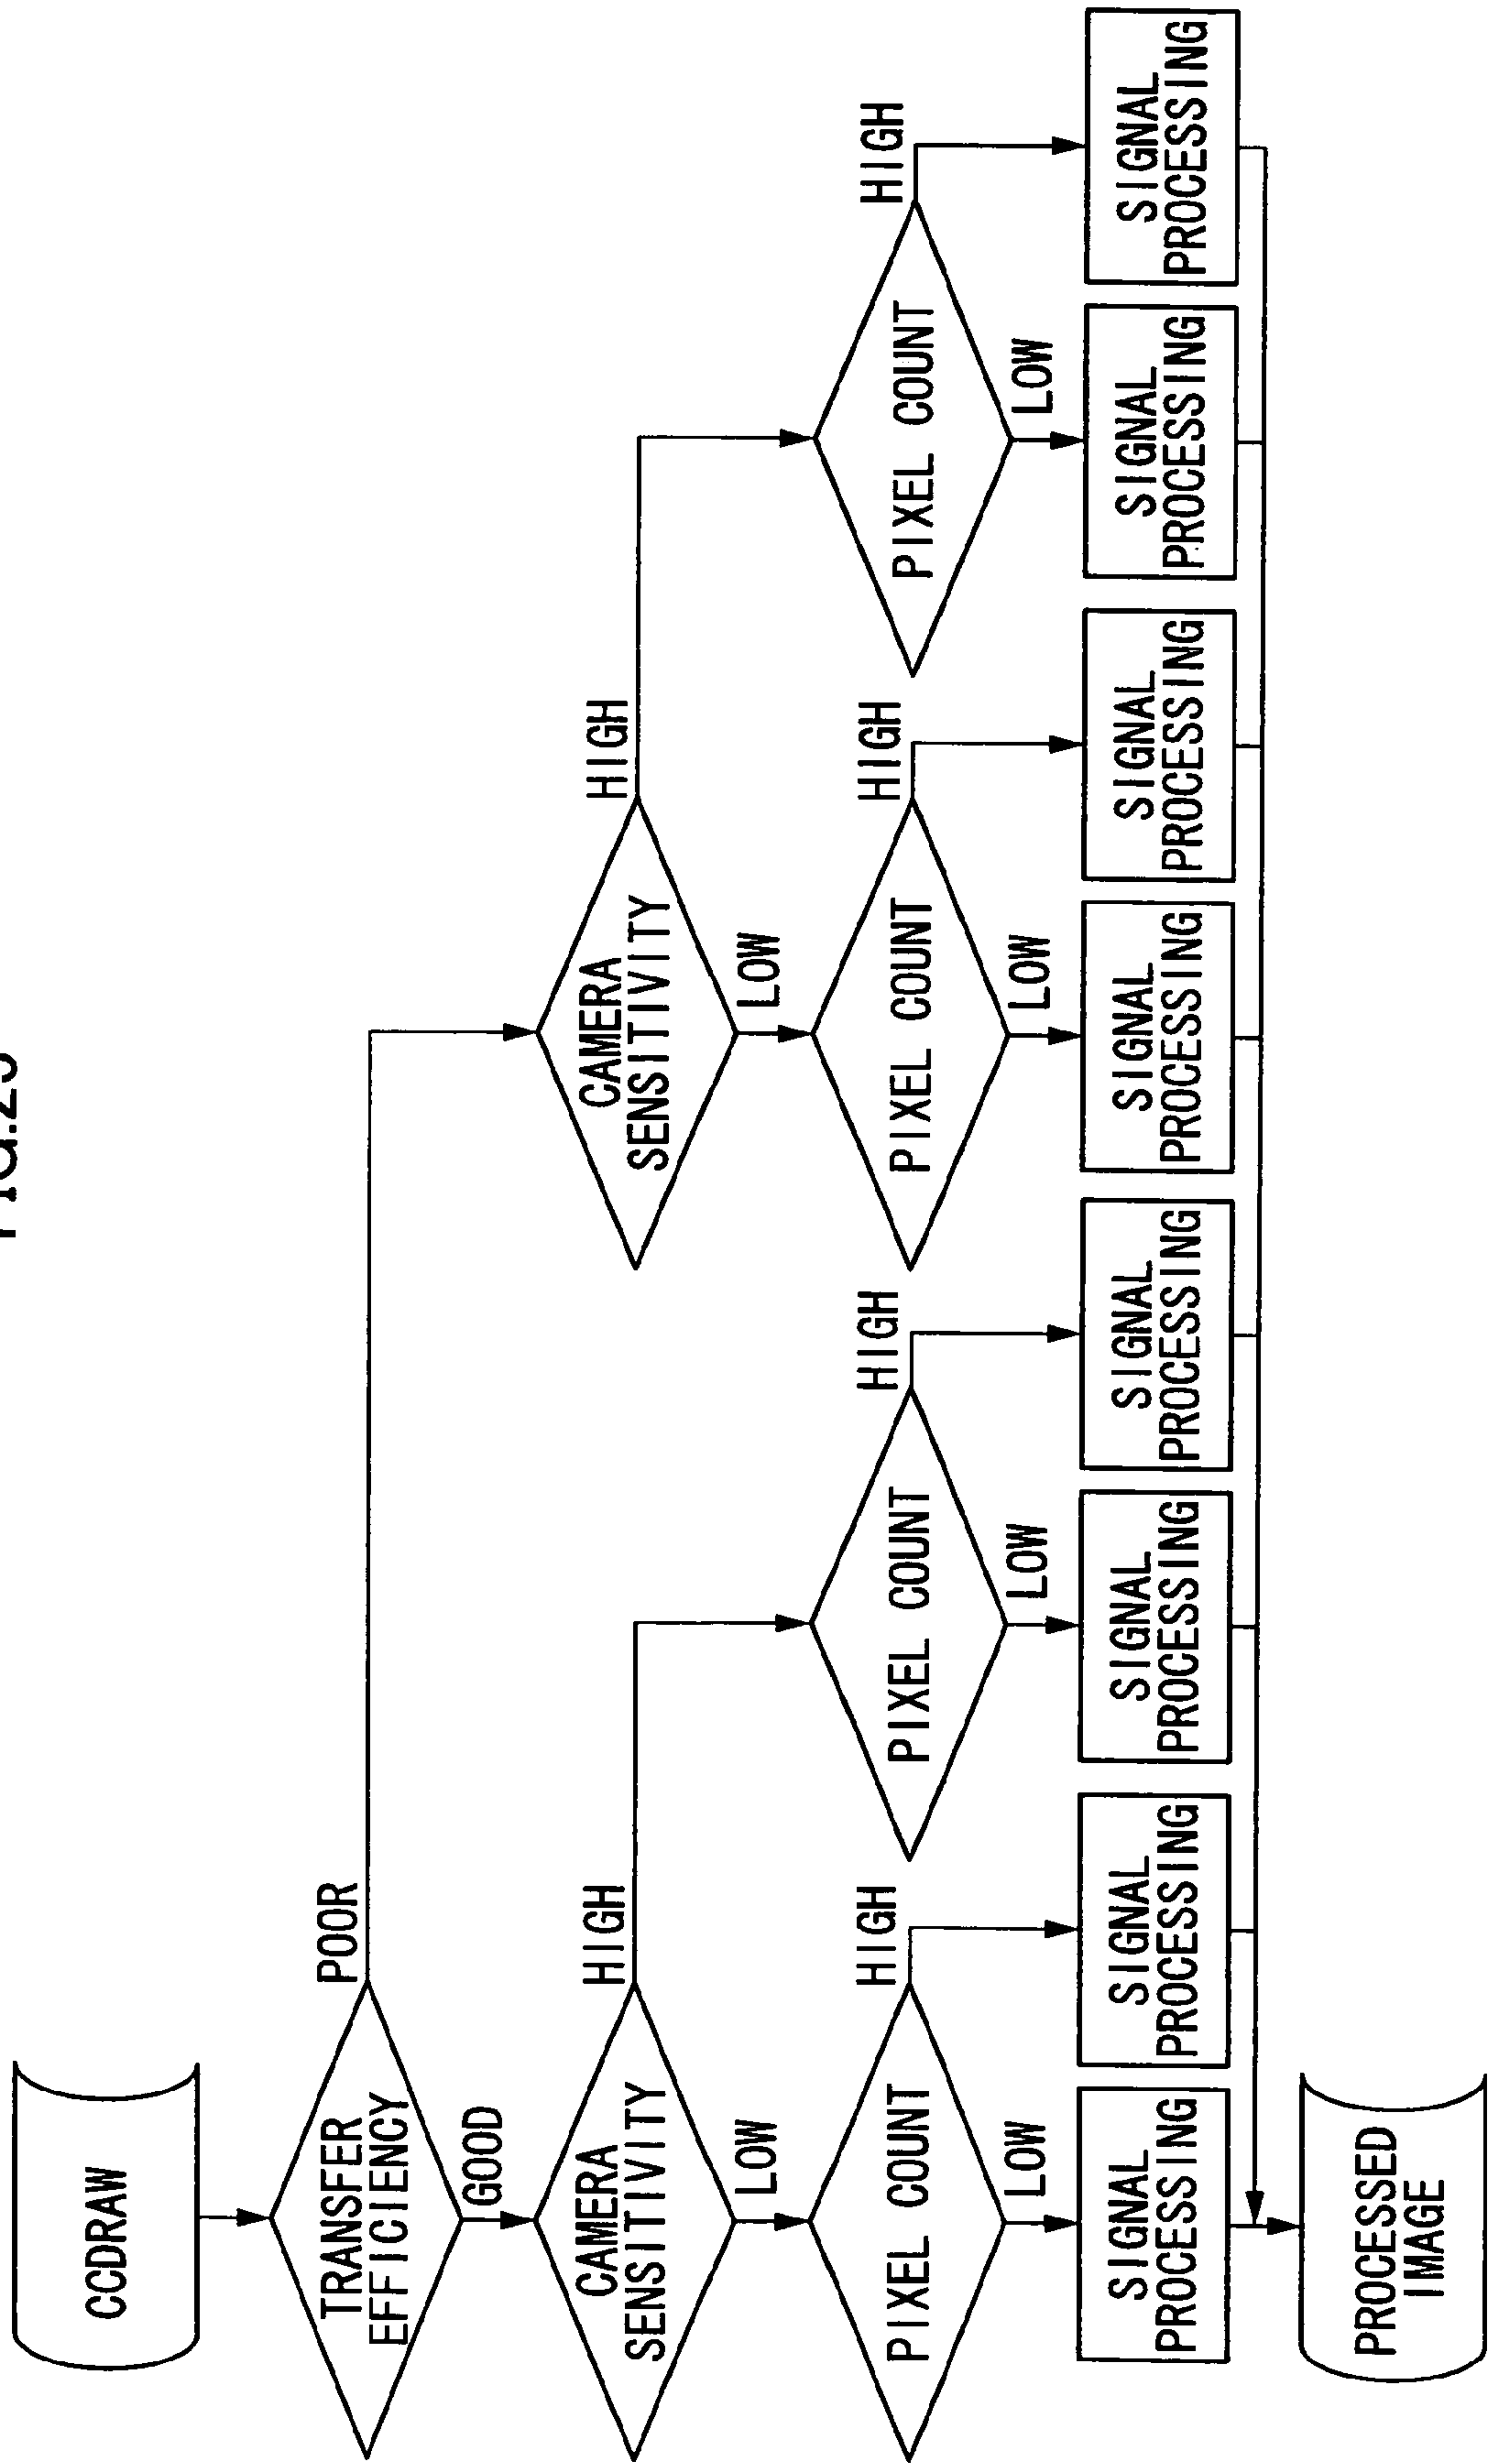 CCDRAW
TRANSFER
EFFICIENCY
POOR
GOOD
CAMERA
SENSITIVITY
HIGH
CAMERA
SENSITIVITY
HIGH
LOW
LOW
PIXEL COUNT
HIGH
PIXEL COUNT
HIGH
PIXEL COUNT
HIGH
PIXEL COUNT
HIGH
LOW
LOW
LOW
LOW
SIGNAL
PROCESSING
SIGNAL
PROCESSING
SIGNAL
PROCESSING
SIGNAL
PROCESSING
SIGNAL
PROCESSING
SIGNAL
PROCESSING
SIGNAL
PROCESSING
SIGNAL
PROCESSING
PROCESSED
IMAGE